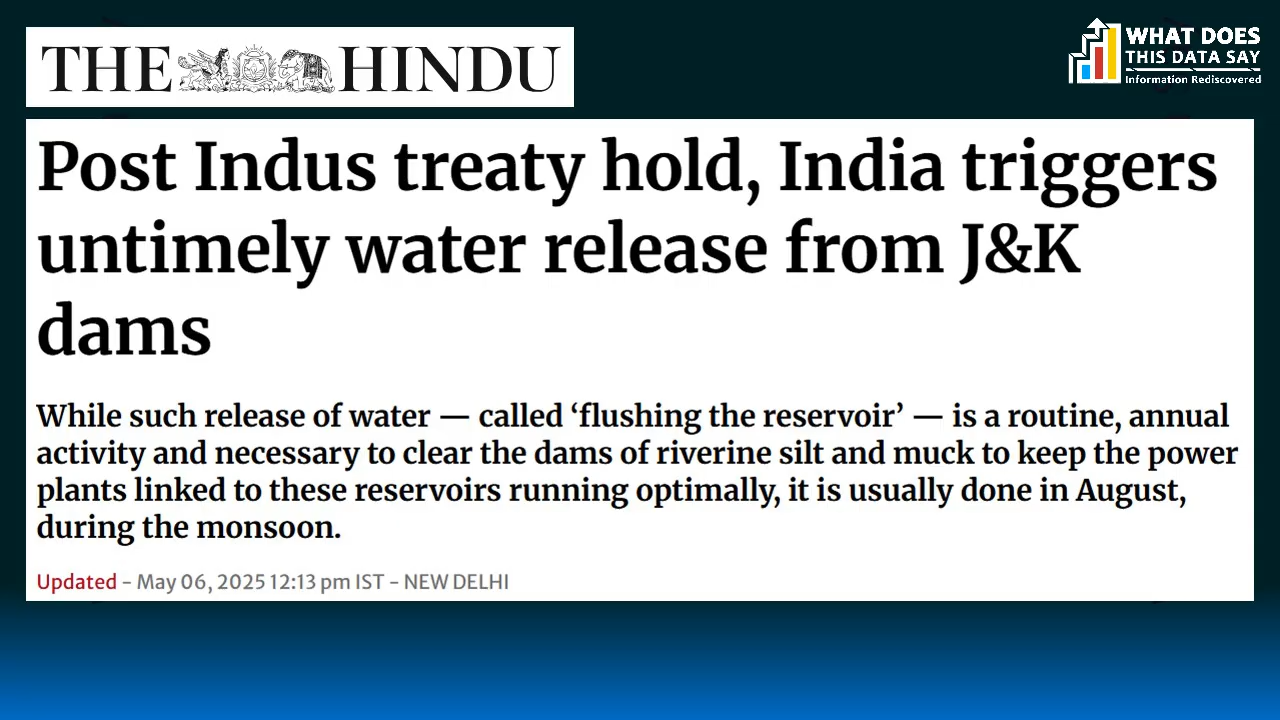 THE HINDU
WHAT DOES
THIS DATA SAY
Information Rediscovered
Post Indus treaty hold, India triggers
untimely water release from J&K
dams
While such release of water — called ‘flushing the reservoir’ — is a routine, annual
activity and necessary to clear the dams of riverine silt and muck to keep the power
plants linked to these reservoirs running optimally, it is usually done in August,
during the monsoon.
Updated - May 06, 2025 12:13 pm IST - NEW DELHI